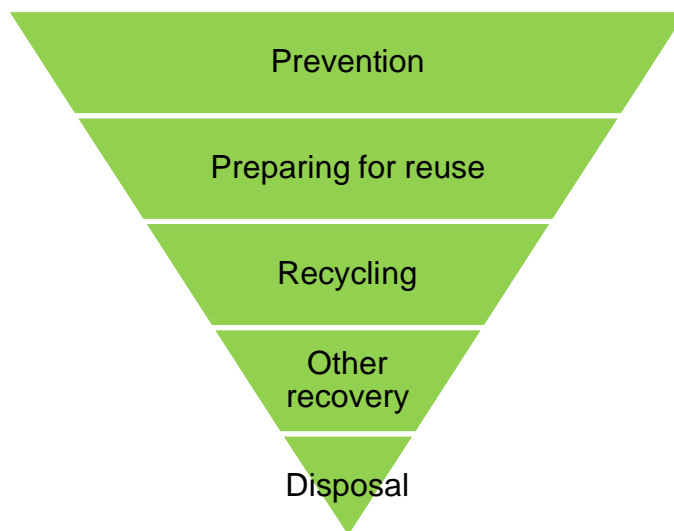 Prevention
Preparing for reuse
Recycling
Other
recovery
Disposal